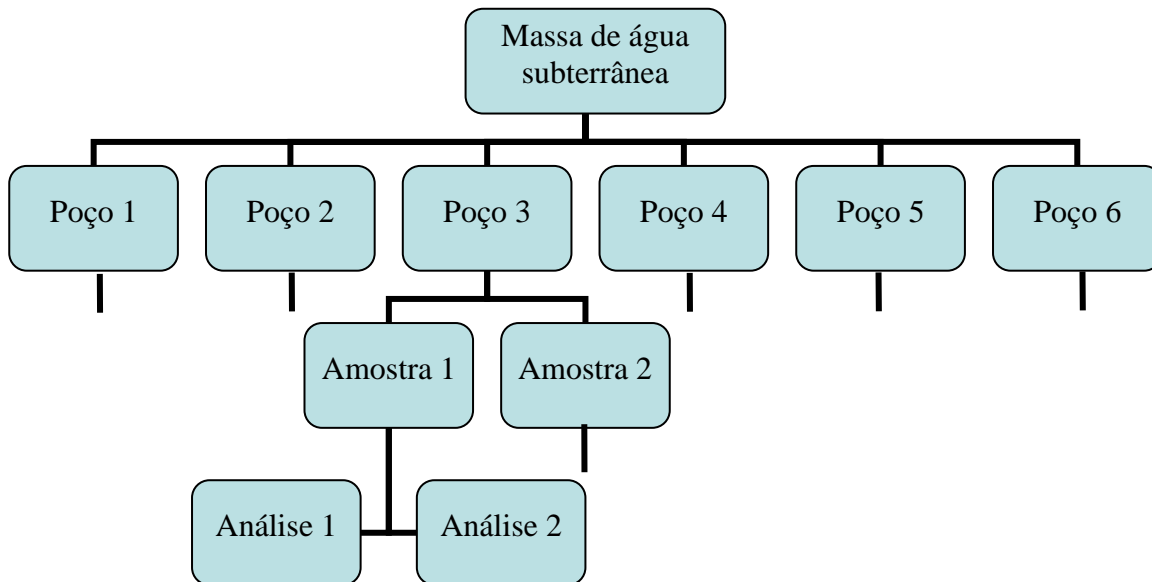 Massa de água
subterrânea
Poço 1
Poço 2
Poço 3
Poço 4
Poço 5
Poço 6
Amostra 1
Amostra 2
Análise 1
Análise 2